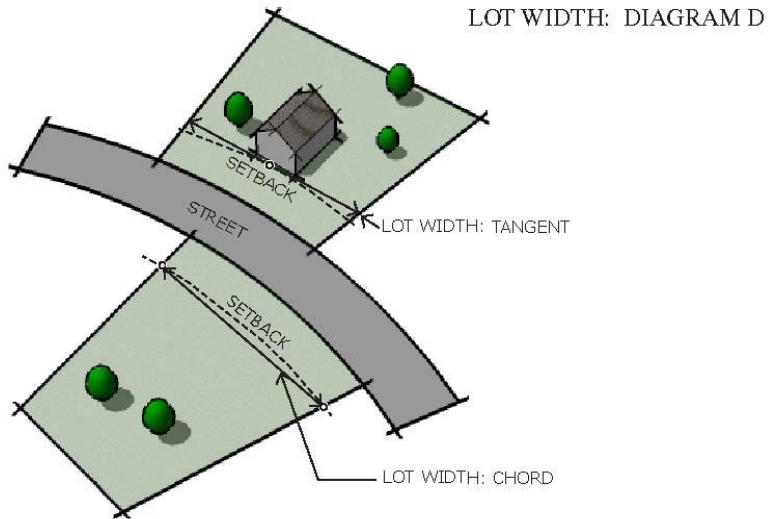 LOT WIDTH: DIAGRAM D
SETBACK
LOT WIDTH: TANGENT
STREET
SETBACK
LOT WIDTH: CHORD